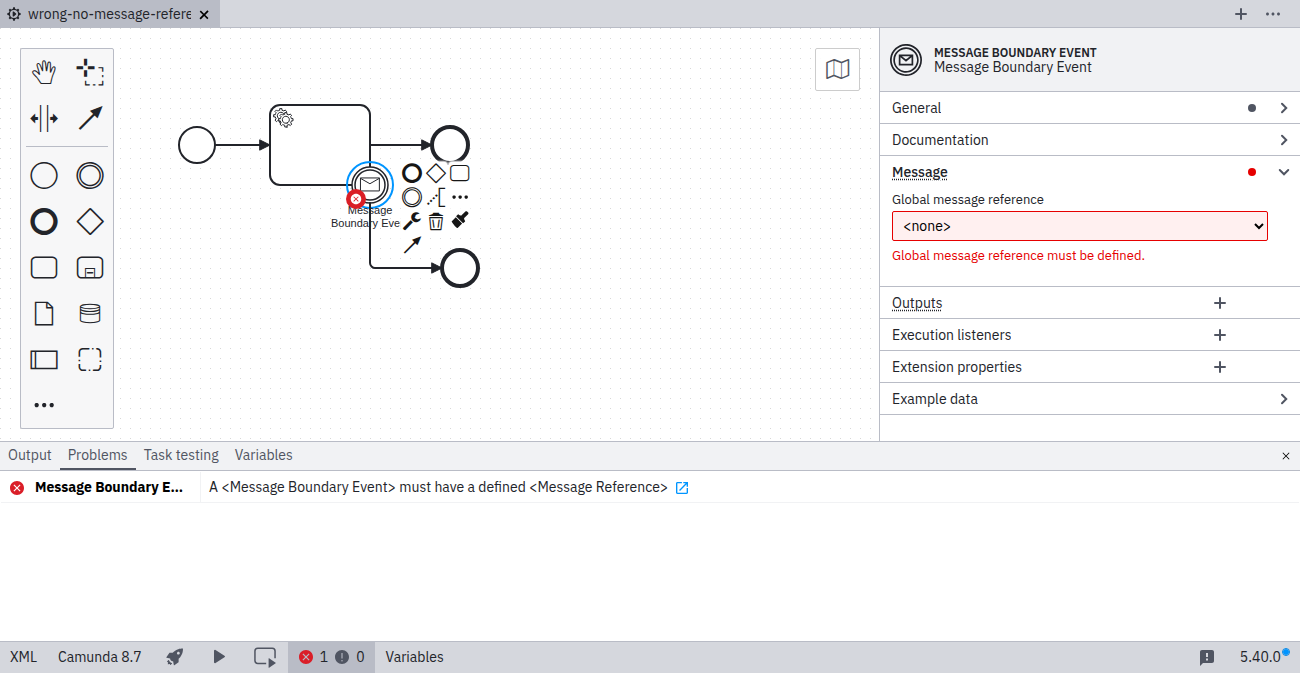 wrong-no-message-refere
Message
Boundary Eve
MESSAGE BOUNDARY EVENT
Message Boundary Event
General
Documentation
Message
Global message reference
<none>
Global message reference must be defined.
Outputs
Execution listeners
Extension properties
Example data
Output Problems Task testing Variables
Message Boundary E... A <Message Boundary Event> must have a defined <Message Reference>
XML Camunda 8.7 1 0 Variables 5.40.0